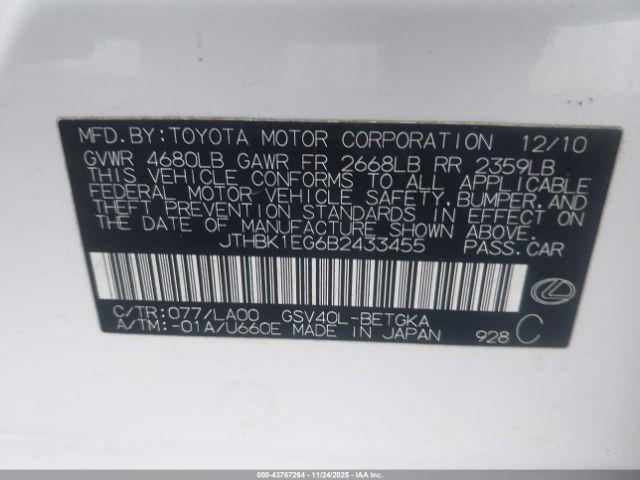 MFD.BY:TOYOTA MOTOR CORPORATION 12/10
GVWR 4680LB GAWR FR 2668LB RR 2359LB
THIS VEHICLE CONFORMS TO ALL APPLICABLE
FEDERAL MOTOR VEHICLE SAFETY,BUMPER,AND
THEFT PREVENTION STANDARDS IN EFFECT ON
THE DATE OF MANUFACTURE SHOWN ABOVE.
JTHBK1EG6B2433455 PASS.CAR
C/TR:077/LA00 GSV40L-BETGKA
A/TM:-01A/U660E MADE IN JAPAN 928 C
000-43767264 - 11/24/2025 - IAAI.COM